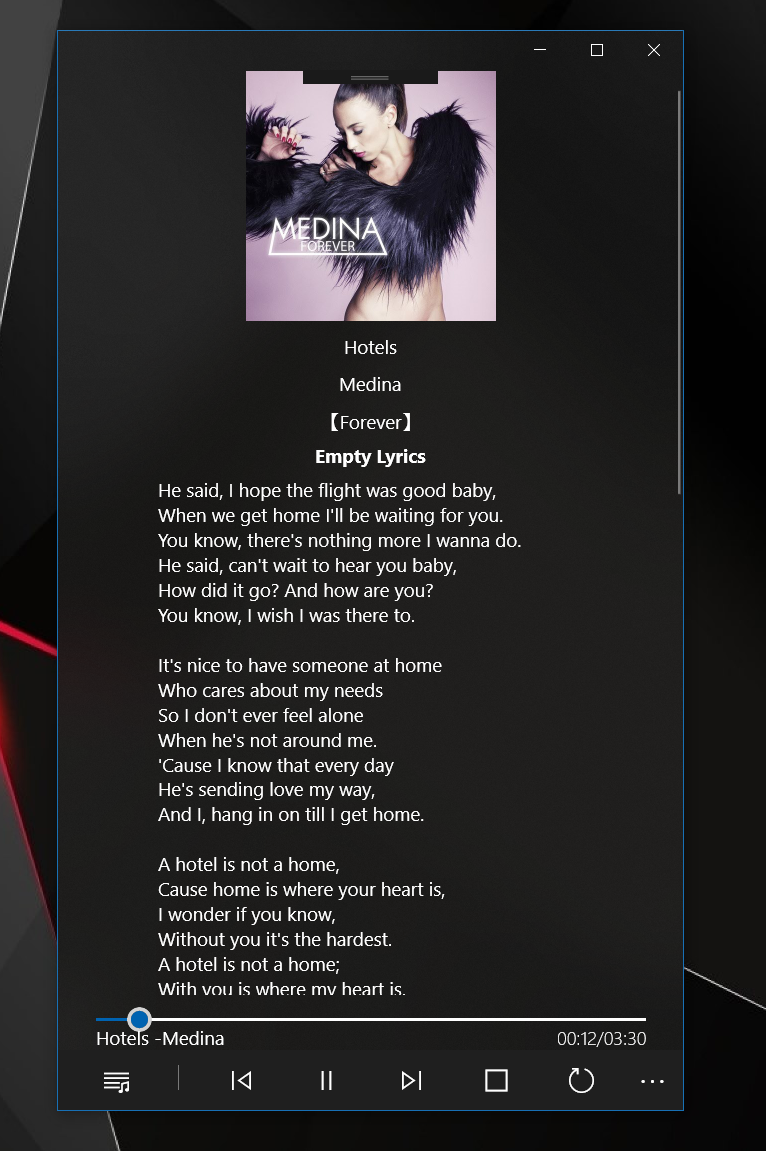 MEDINA
FOREVER
Hotels
Medina
【Forever】
Empty Lyrics
He said, I hope the flight was good baby,
When we get home I'll be waiting for you.
You know, there's nothing more I wanna do.
He said, can't wait to hear you baby,
How did it go? And how are you?
You know, I wish I was there to.
It's nice to have someone at home
Who cares about my needs
So I don't ever feel alone
When he's not around me.
'Cause I know that every day
He's sending love my way,
And I, hang in on till I get home.
A hotel is not a home,
Cause home is where your heart is,
I wonder if you know,
Without you it's the hardest.
A hotel is not a home;
With you is where my heart is.
Hotels -Medina
00:12/03:30